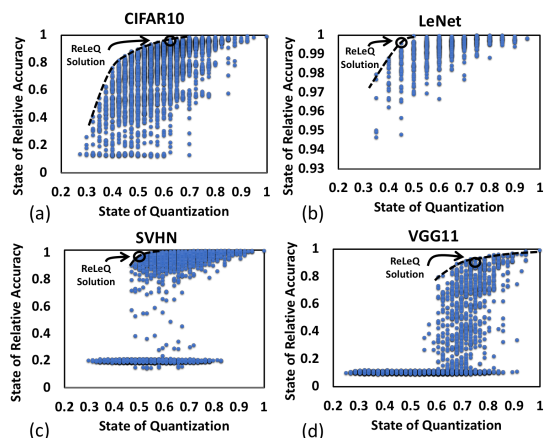 CIFAR10
State of Relative Accuracy
1
0.8
0.6
0.4
0.2
0
ReLeQ
Solution
0.2 0.3 0.4 0.5 0.6 0.7 0.8 0.9 1
State of Quantization
(a)
LeNet
State of Relative Accuracy
1
0.99
0.98
0.97
0.96
0.95
0.94
0.93
ReLeQ
Solution
0.2 0.3 0.4 0.5 0.6 0.7 0.8 0.9 1
State of Quantization
(b)
SVHN
State of Relative Accuracy
1
0.8
0.6
0.4
0.2
0
ReLeQ
Solution
0.2 0.3 0.4 0.5 0.6 0.7 0.8 0.9 1
State of Quantization
(c)
VGG11
State of Relative Accuracy
1
0.8
0.6
0.4
0.2
0
ReLeQ
Solution
0.2 0.3 0.4 0.5 0.6 0.7 0.8 0.9 1
State of Quantization
(d)